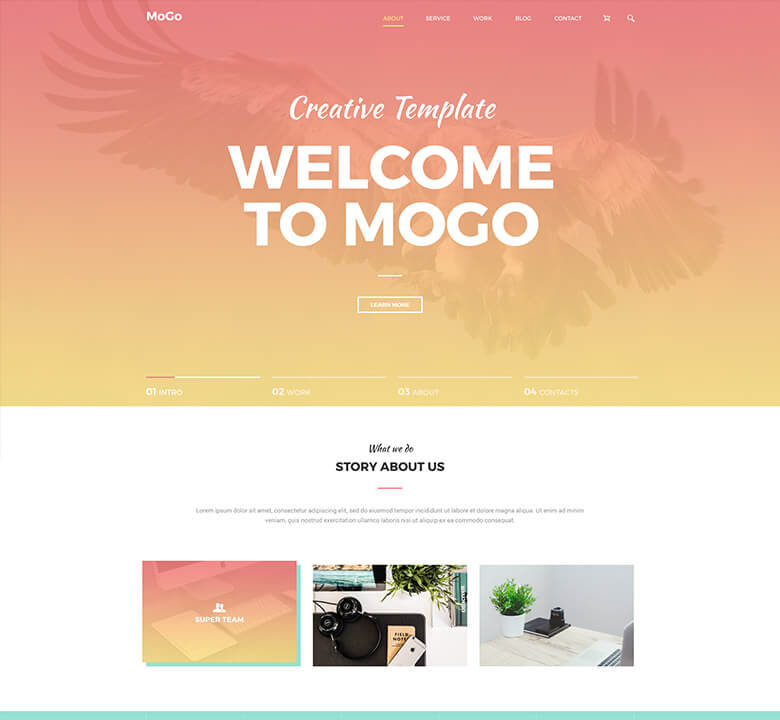 MoGo
ABOUT SERVICE WORK BLOG CONTACT
Creative Template
WELCOME
TO MOGO
LEARN MORE
01 INTRO 02 WORK 03 ABOUT 04 CONTACTS
What we do
STORY ABOUT US
Lorem ipsum dolor sit amet, consectetur adipiscing elit, sed do eiusmod tempor incididunt ut labore et dolore magna aliqua. Ut enim ad minim
veniam, quis nostrud exercitation ullamco laboris nisi ut aliquip ex ea commodo consequat.
SUPER TEAM
FIELD
NOTES